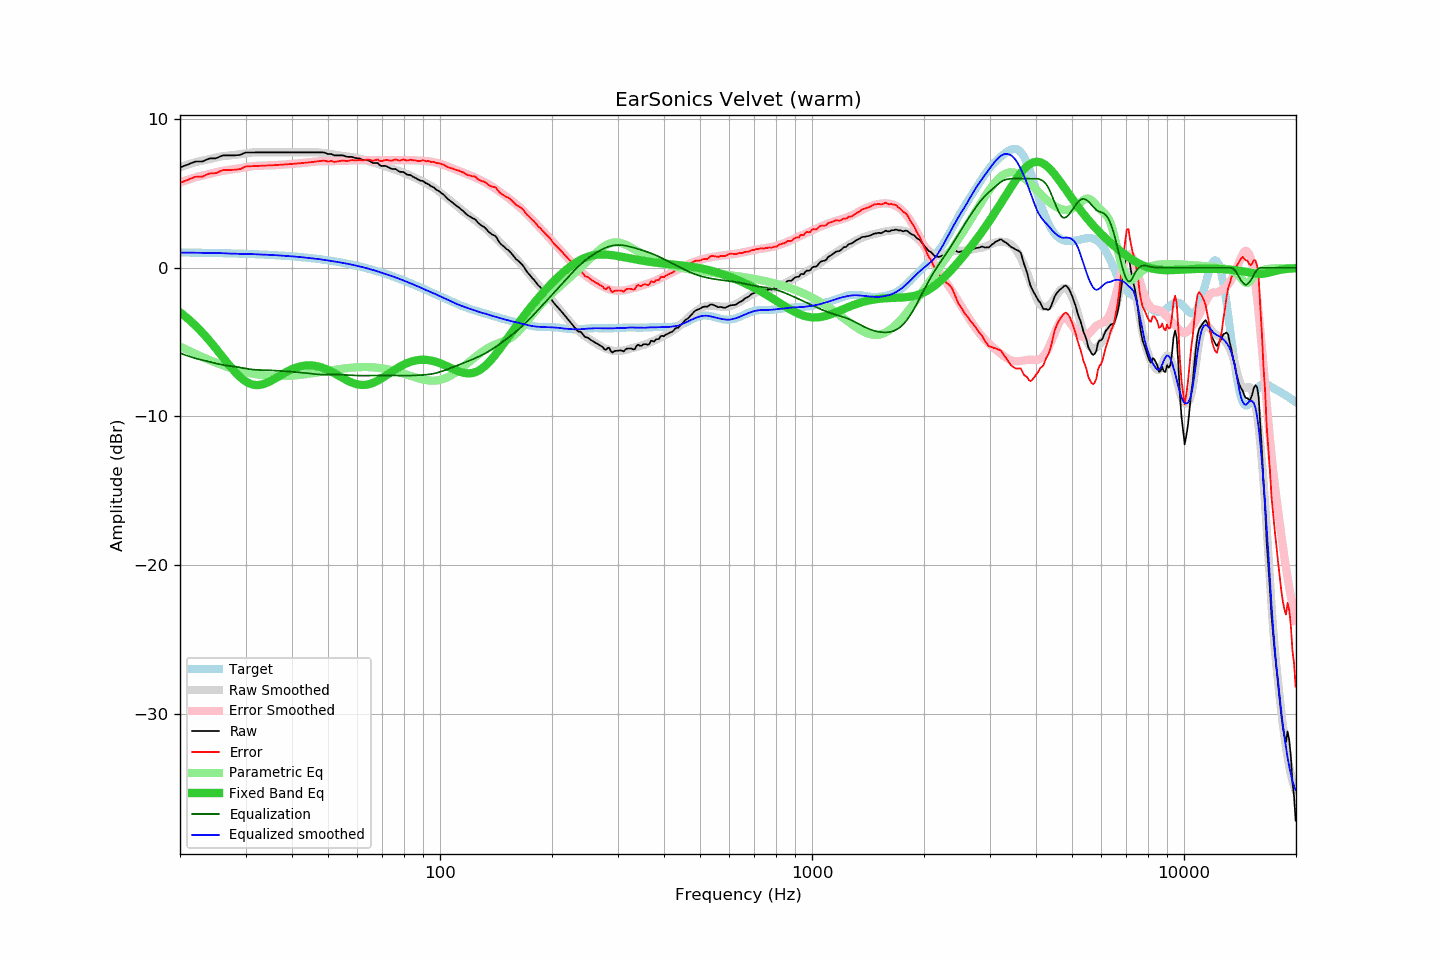 EarSonics Velvet (warm)
10
0
−10
−20
−30
Amplitude (dBr)
Target
Raw Smoothed
Error Smoothed
Raw
Error
Parametric Eq
Fixed Band Eq
Equalization
Equalized smoothed
100
1000
10000
Frequency (Hz)